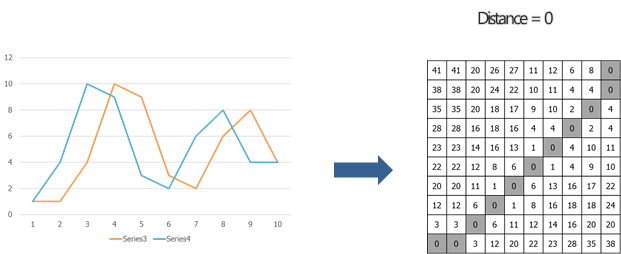 Distance = 0
12
10
8
6
4
2
0
1 2 3 4 5 6 7 8 9 10
Series3 Series4
41 41 20 26 27 11 12 6 8 0
38 38 20 24 22 10 11 4 4 0
35 35 20 18 17 9 10 2 0 4
28 28 16 18 16 4 4 0 2 4
23 23 14 16 13 1 0 4 10 11
22 22 12 8 6 0 1 4 9 10
20 20 11 1 0 6 13 16 17 22
12 12 6 0 1 8 16 18 18 24
3 3 0 6 11 12 14 16 20 20
0 0 3 12 20 22 23 28 35 38